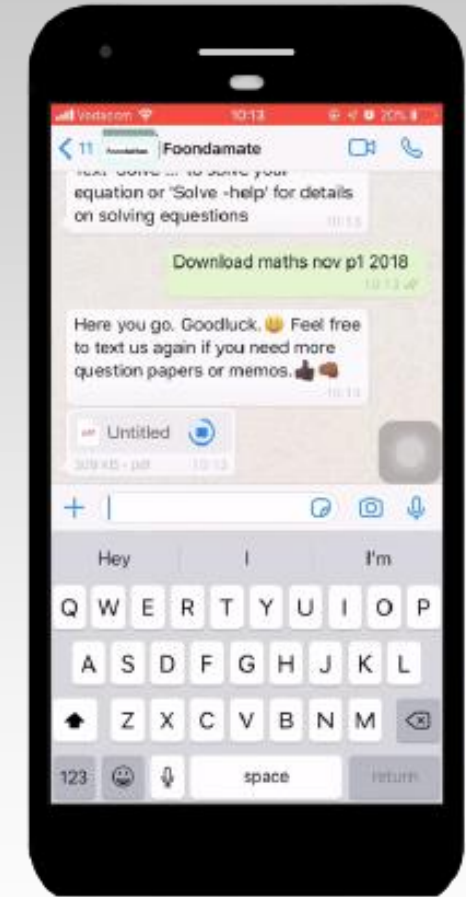 Vodacom 10:13 20%
11 Foondamate
equation or 'Solve -help' for details
on solving equestions
10:13
Download maths nov p1 2018
10:13
Here you go. Goodluck. 😀 Feel free
to text us again if you need more
question papers or memos. 👍🏿👊🏾
10:13
Untitled
309 KB • pdf 10:13
Hey I I'm
Q W E R T Y U I O P
A S D F G H J K L
Z X C V B N M
123 space return